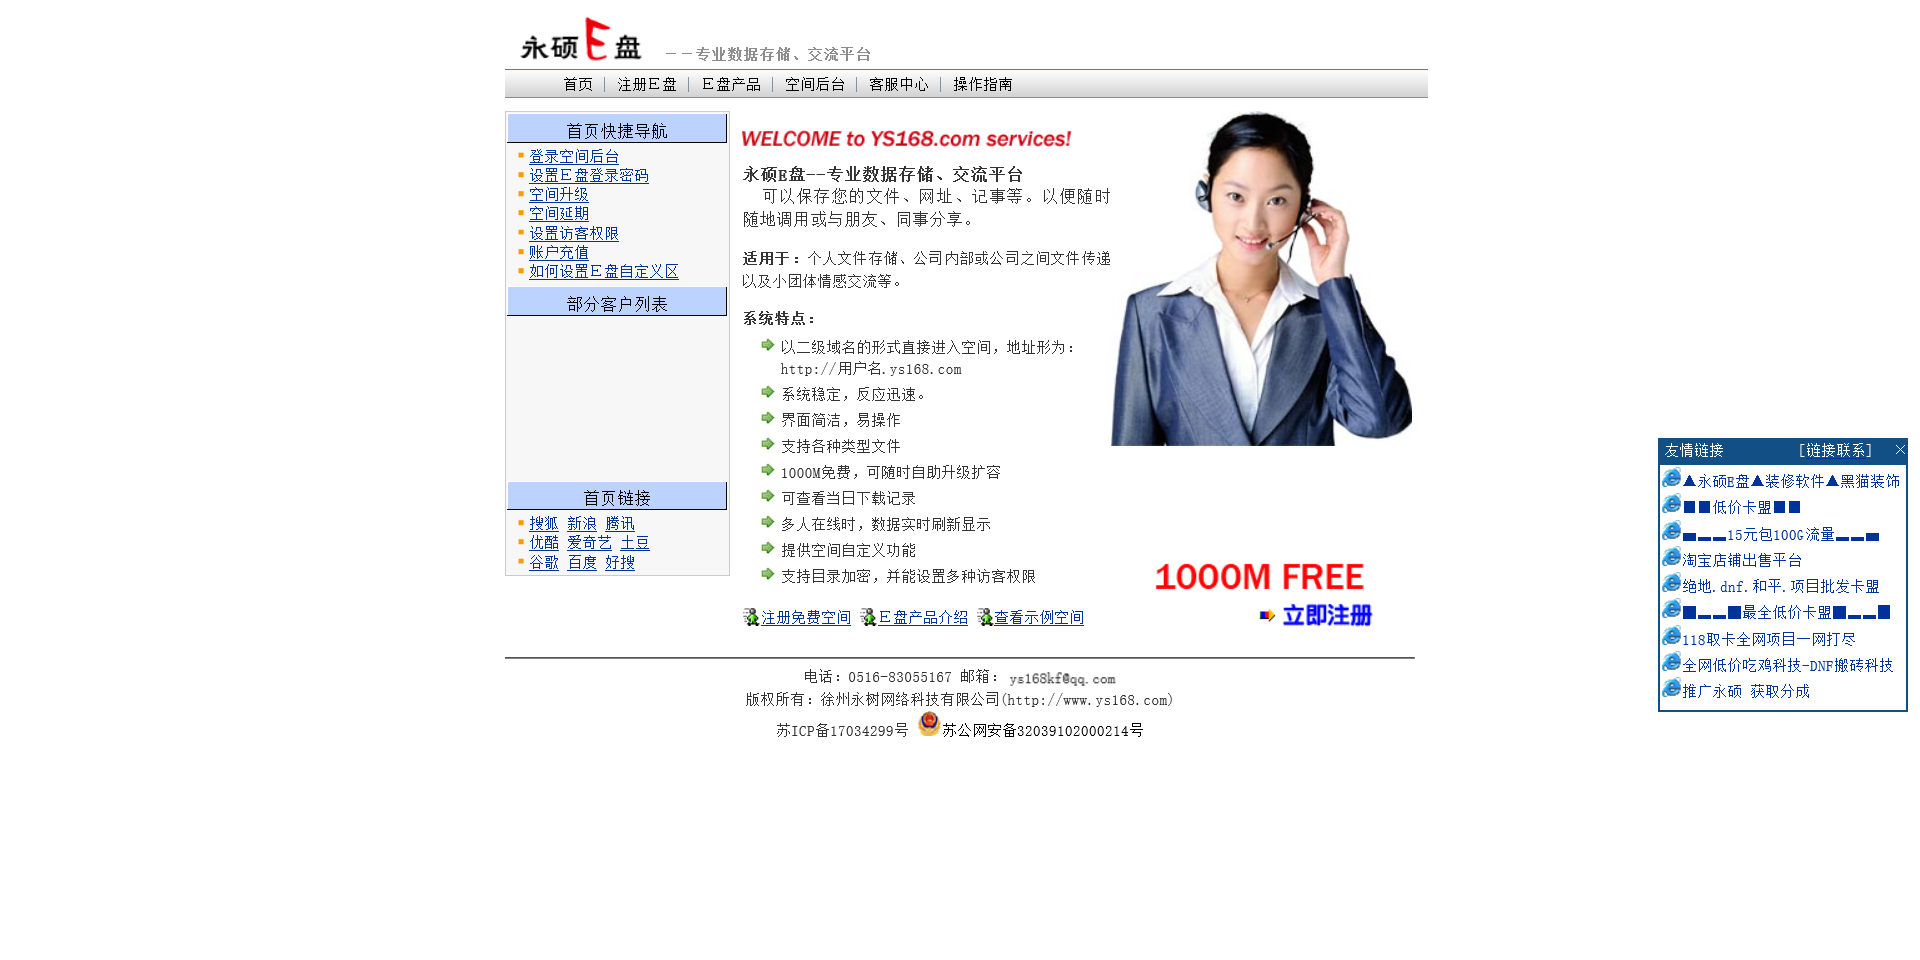 永硕E盘 －－专业数据存储、交流平台
首页 | 注册Ｅ盘 | Ｅ盘产品 | 空间后台 | 客服中心 | 操作指南
首页快捷导航
登录空间后台
设置Ｅ盘登录密码
空间升级
空间延期
设置访客权限
账户充值
如何设置Ｅ盘自定义区
部分客户列表
首页链接
搜狐 新浪 腾讯
优酷 爱奇艺 土豆
谷歌 百度 好搜
WELCOME to YS168.com services!
永硕E盘--专业数据存储、交流平台
可以保存您的文件、网址、记事等。以便随时
随地调用或与朋友、同事分享。
适用于：个人文件存储、公司内部或公司之间文件传递
以及小团体情感交流等。
系统特点：
以二级域名的形式直接进入空间，地址形为：
http://用户名.ys168.com
系统稳定，反应迅速。
界面简洁，易操作
支持各种类型文件
1000M免费，可随时自助升级扩容
可查看当日下载记录
多人在线时，数据实时刷新显示
提供空间自定义功能
支持目录加密，并能设置多种访客权限
注册免费空间 Ｅ盘产品介绍 查看示例空间
1000M FREE
立即注册
友情链接 [链接联系] ×
▲永硕E盘▲装修软件▲黑猫装饰
■■低价卡盟■■
▅▂▂15元包100G流量▂▂▅
淘宝店铺出售平台
绝地.dnf.和平.项目批发卡盟
▇▂▂▇最全低价卡盟▇▂▂▇
118取卡全网项目一网打尽
全网低价吃鸡科技-DNF搬砖科技
推广永硕 获取分成
电话：0516-83055167 邮箱： ys168kf@qq.com
版权所有：徐州永树网络科技有限公司(http://www.ys168.com)
苏ICP备17034299号 苏公网安备32039102000214号